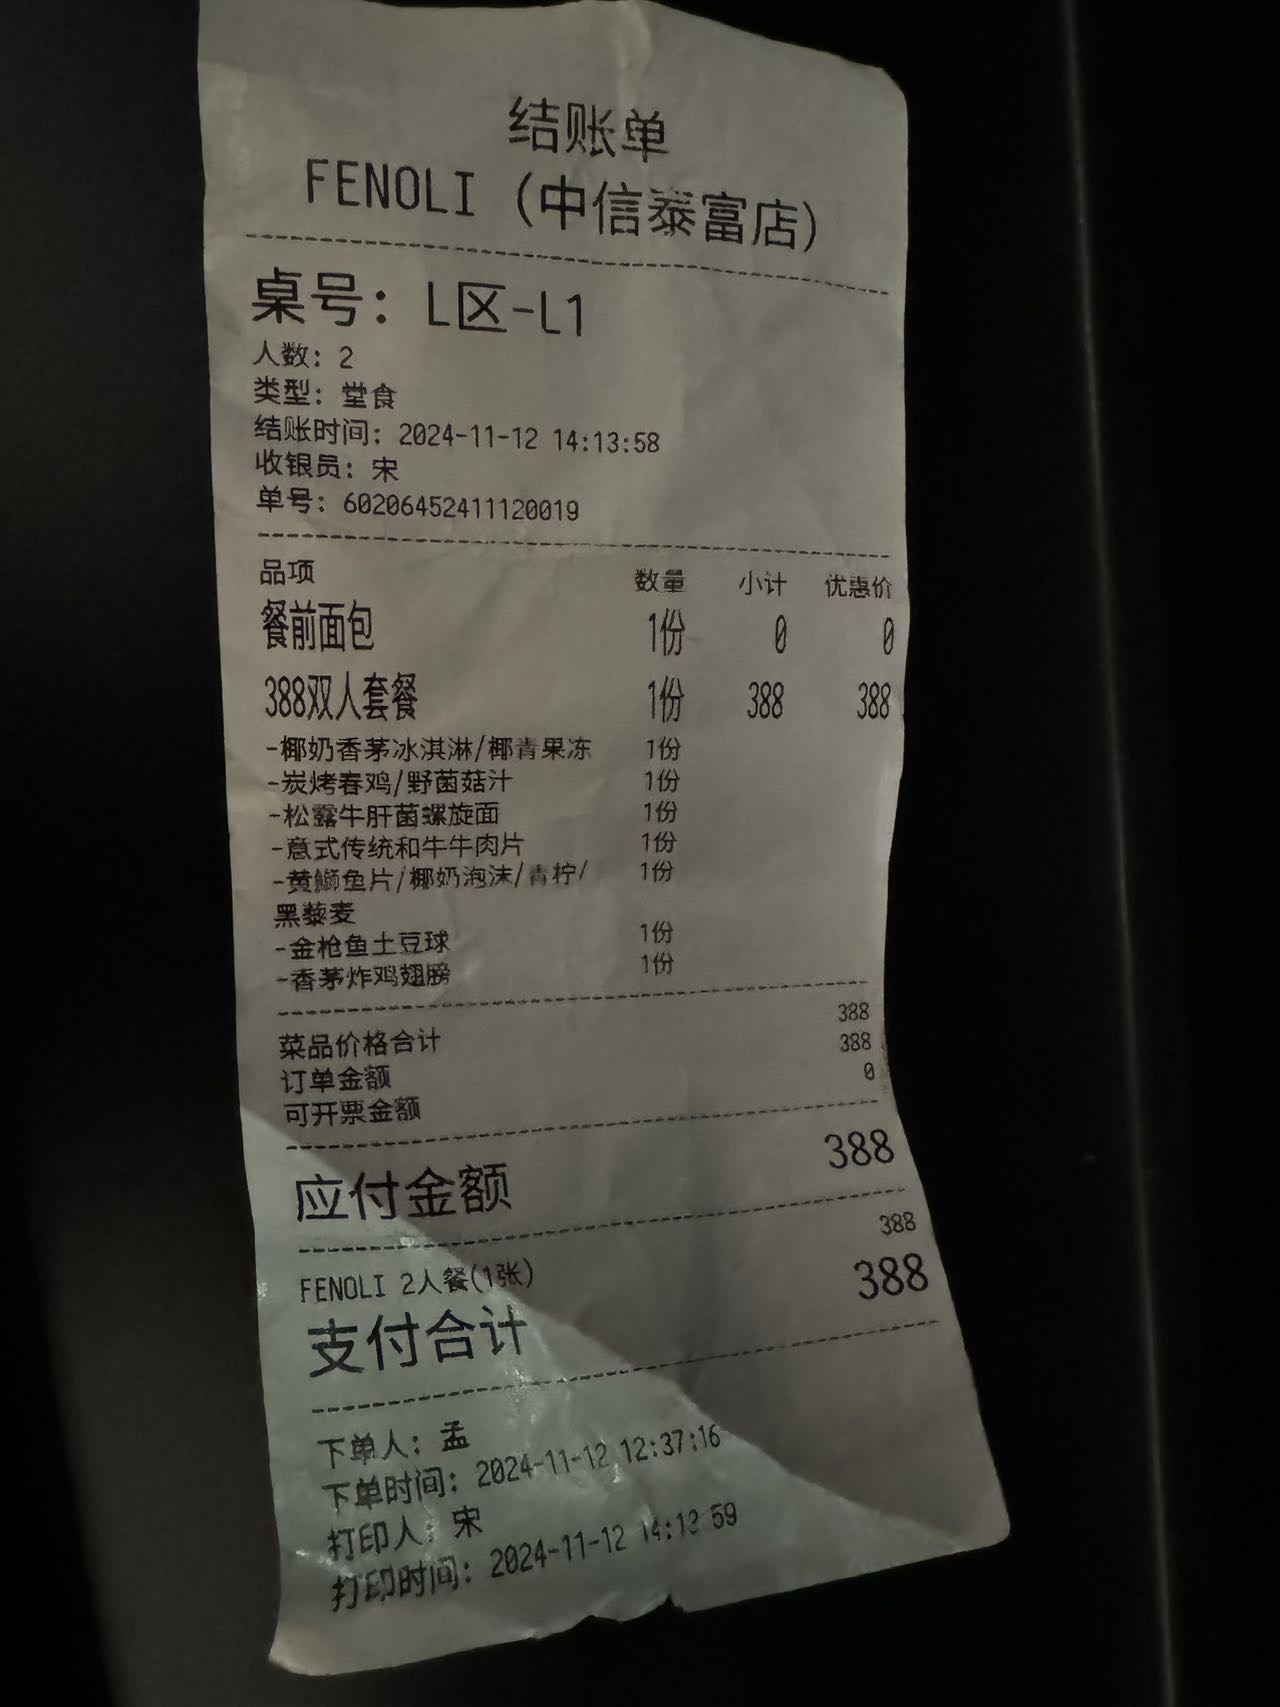 结账单
FENOLI（中信泰富店）
桌号：L区-L1
人数：2
类型：堂食
结账时间：2024-11-12 14:13:58
收银员：宋
单号：60206452411120019
品项 数量 小计 优惠价
餐前面包 1份 0 0
388双人套餐 1份 388 388
-椰奶香茅冰淇淋/椰青果冻 1份
-炭烤春鸡/野菌菇汁 1份
-松露牛肝菌螺旋面 1份
-意式传统和牛牛肉片 1份
-黄鰤鱼片/椰奶泡沫/青柠/ 1份
黑藜麦
-金枪鱼土豆球 1份
-香茅炸鸡翅膀 1份
菜品价格合计 388
订单金额 388
可开票金额 0
应付金额 388
FENOLI 2人餐(1张) 388
支付合计 388
下单人：孟
下单时间：2024-11-12 12:37:16
打印人：宋
打印时间：2024-11-12 14:13:59